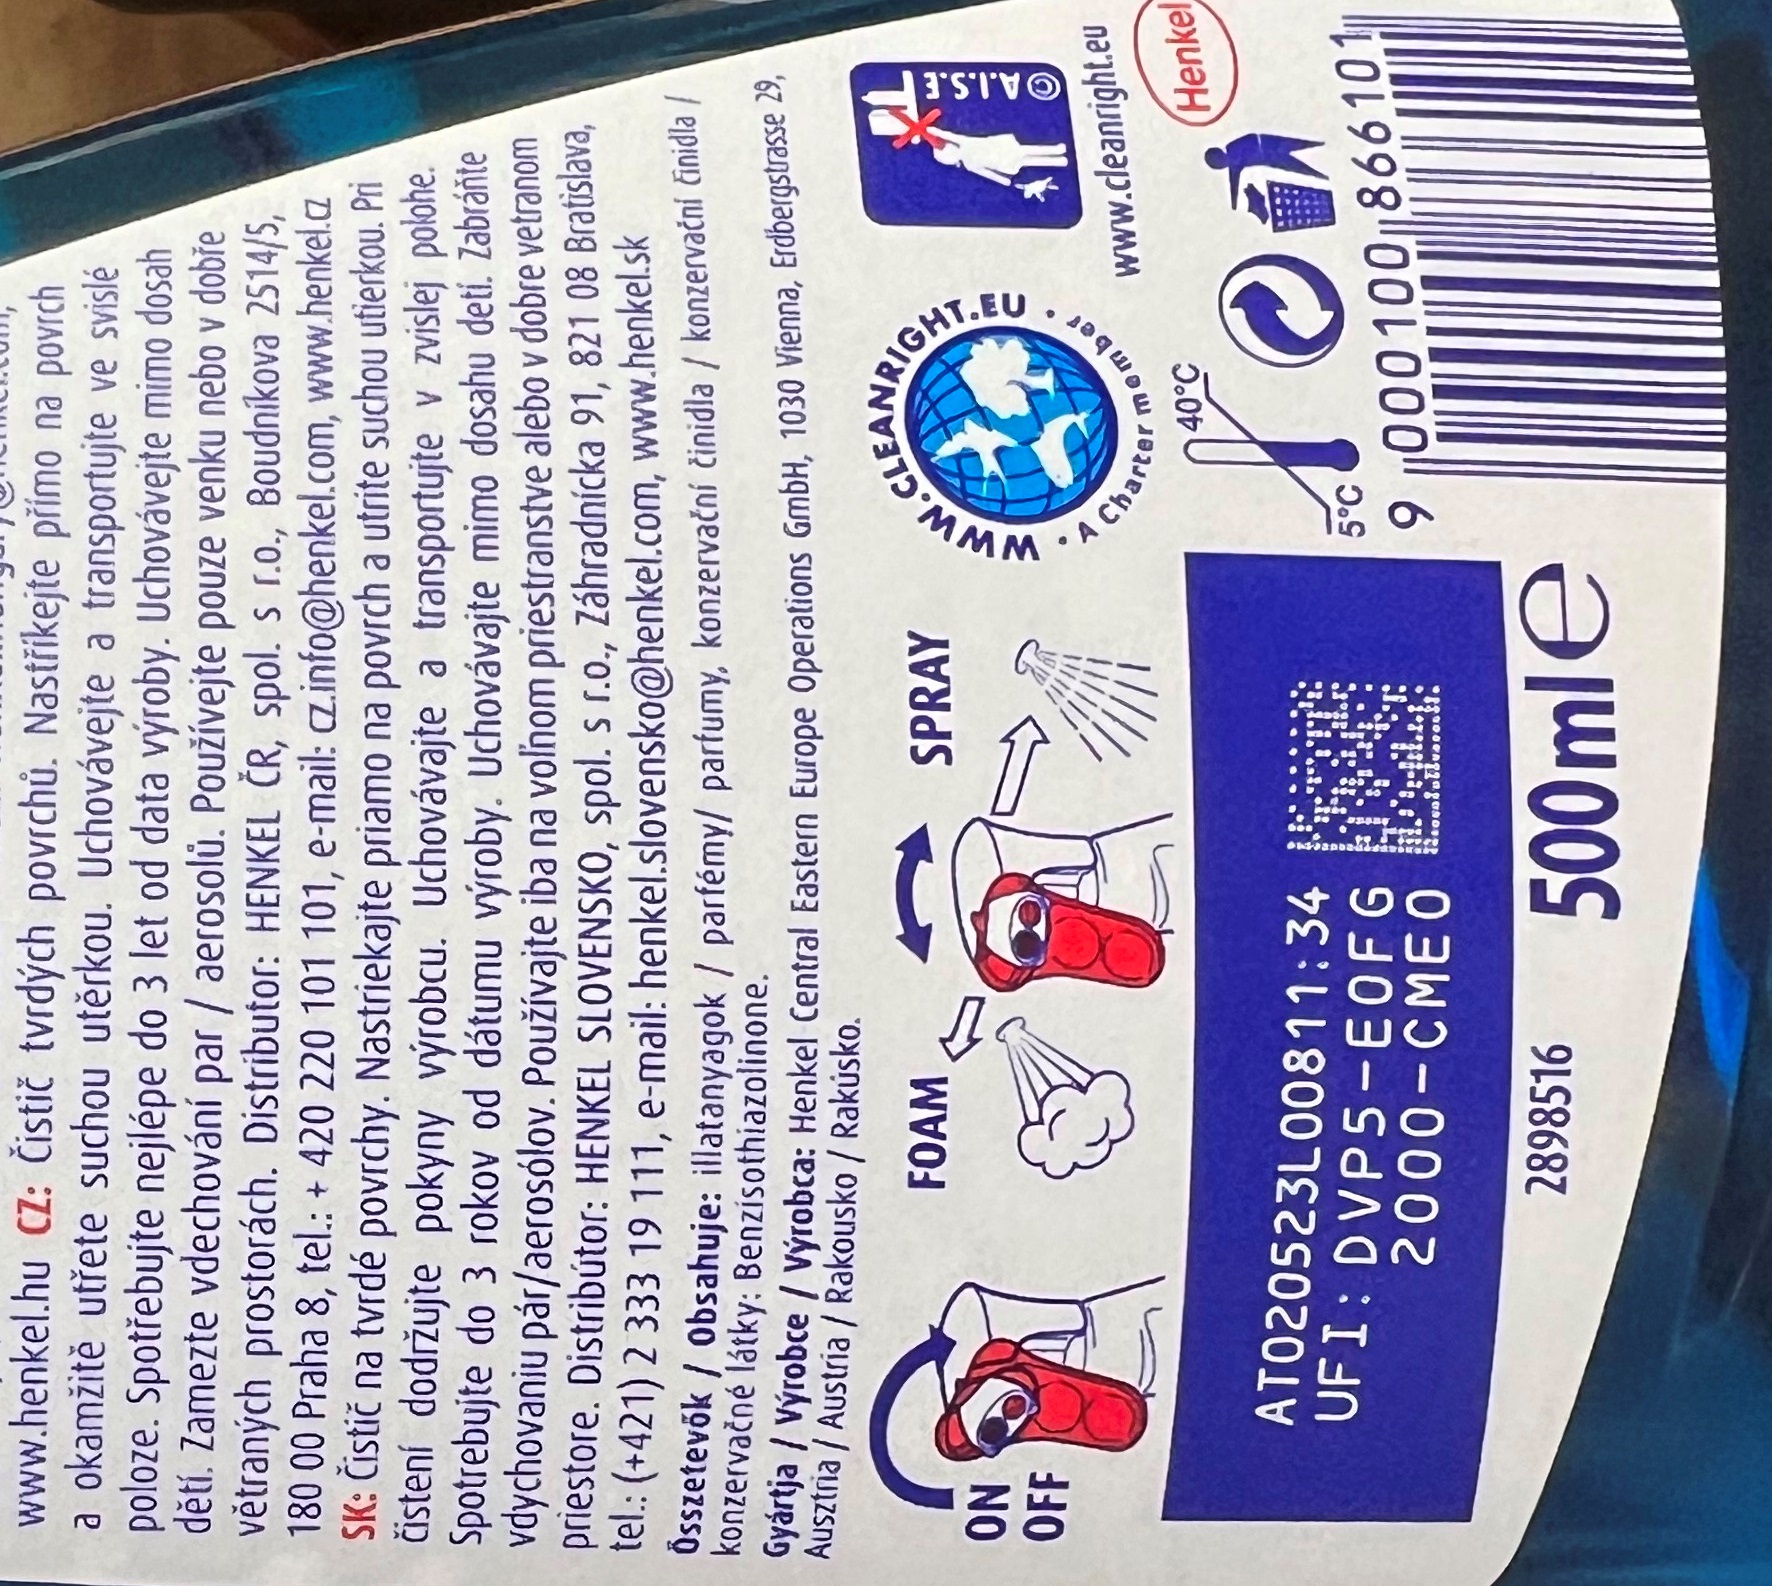 www.henkel.hu CZ: Čistič tvrdých povrchů. Nastříkejte přímo na povrch
a okamžitě utřete suchou utěrkou. Uchovávejte a transportujte ve svislé
poloze. Spotřebujte nejlépe do 3 let od data výroby. Uchovávejte mimo dosah
dětí. Zamezte vdechování par / aerosolů. Používejte pouze venku nebo v dobře
větraných prostorách. Distributor: HENKEL ČR, spol. s r.o., Boudníkova 2514/5,
180 00 Praha 8, tel.: + 420 220 101 101, e-mail: cz.info@henkel.com, www.henkel.cz
SK: Čistič na tvrdé povrchy. Nastriekajte priamo na povrch a utrite suchou utierkou. Pri
čistení dodržujte pokyny výrobcu. Uchovávajte a transportujte v zvislej polohe.
Spotrebujte do 3 rokov od dátumu výroby. Uchovávajte mimo dosahu detí. Zabráňte
vdychovaniu pár/aerosólov. Používajte iba na voľnom priestranstve alebo v dobre vetranom
priestore. Distribútor: HENKEL SLOVENSKO, spol. s r.o., Záhradnícka 91, 821 08 Bratislava,
tel.: (+421) 2 333 19 111, e-mail: henkel.slovensko@henkel.com, www.henkel.sk
Összetevők / Obsahuje: illatanyagok / parfémy/ parfumy, konzervační činidla / konzervační činidla /
konzervačné látky: Benzisothiazolinone.
Gyártja / Výrobce / Výrobca: Henkel Central Eastern Europe Operations GmbH, 1030 Vienna, Erdbergstrasse 29,
Ausztria / Austria / Rakousko / Rakúsko.
ON
OFF
FOAM
SPRAY
WWW.CLEANRIGHT.EU
• A Charter member •
© A.I.S.E
www.cleanright.eu
Henkel
AT020523L00811:34
UFI: DVP5-E0FG
2000-CME0
5°C
40°C
9 000100 866101
2898516
500ml e